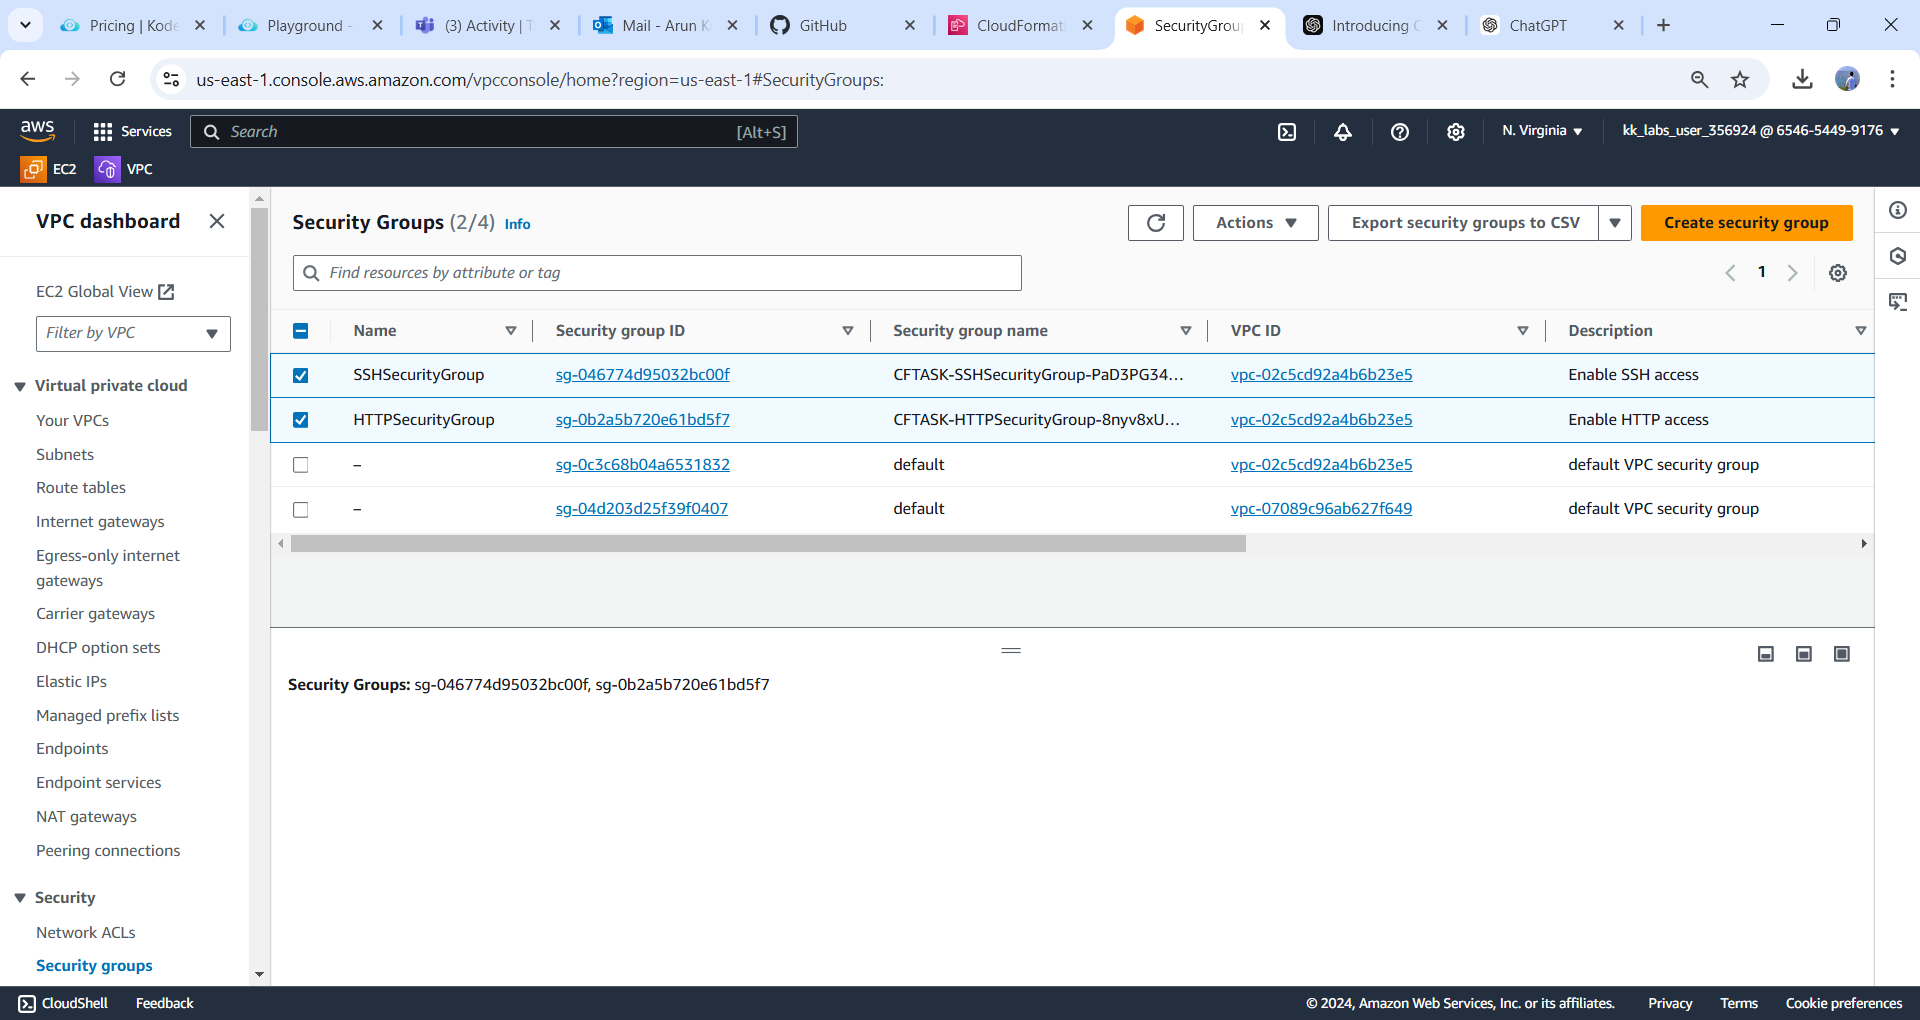 Pricing | Kode
Playground -
(3) Activity | T
Mail - Arun K
GitHub
CloudFormati
SecurityGroup
Introducing C
ChatGPT
us-east-1.console.aws.amazon.com/vpcconsole/home?region=us-east-1#SecurityGroups:
aws
Services
Search
[Alt+S]
N. Virginia
kk_labs_user_356924 @ 6546-5449-9176
EC2
VPC
VPC dashboard
EC2 Global View
Filter by VPC
Virtual private cloud
Your VPCs
Subnets
Route tables
Internet gateways
Egress-only internet
gateways
Carrier gateways
DHCP option sets
Elastic IPs
Managed prefix lists
Endpoints
Endpoint services
NAT gateways
Peering connections
Security
Network ACLs
Security groups
Security Groups (2/4) Info
Actions
Export security groups to CSV
Create security group
Find resources by attribute or tag
1
Name Security group ID Security group name VPC ID Description
SSHSecurityGroup sg-046774d95032bc00f CFTASK-SSHSecurityGroup-PaD3PG34... vpc-02c5cd92a4b6b23e5 Enable SSH access
HTTPSecurityGroup sg-0b2a5b720e61bd5f7 CFTASK-HTTPSecurityGroup-8nyv8xU... vpc-02c5cd92a4b6b23e5 Enable HTTP access
– sg-0c3c68b04a6531832 default vpc-02c5cd92a4b6b23e5 default VPC security group
– sg-04d203d25f39f0407 default vpc-07089c96ab627f649 default VPC security group
Security Groups: sg-046774d95032bc00f, sg-0b2a5b720e61bd5f7
CloudShell
Feedback
© 2024, Amazon Web Services, Inc. or its affiliates.
Privacy
Terms
Cookie preferences